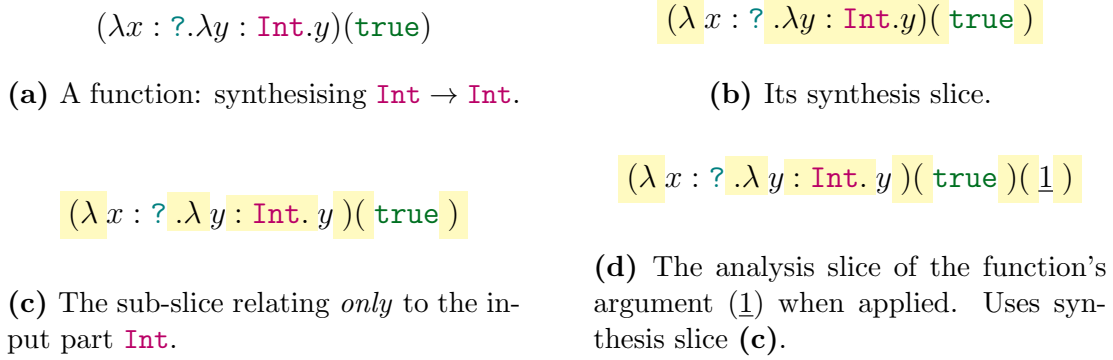 (λx : ?.λy : Int.y)(true)
(a) A function: synthesising Int → Int.
(λ x : ? .λy : Int.y)( true )
(b) Its synthesis slice.
(λ x : ? .λ y : Int. y )( true )
(c) The sub-slice relating only to the in-
put part Int.
(λ x : ? .λ y : Int. y )( true )( 1 )
(d) The analysis slice of the function's
argument (1) when applied. Uses syn-
thesis slice (c).